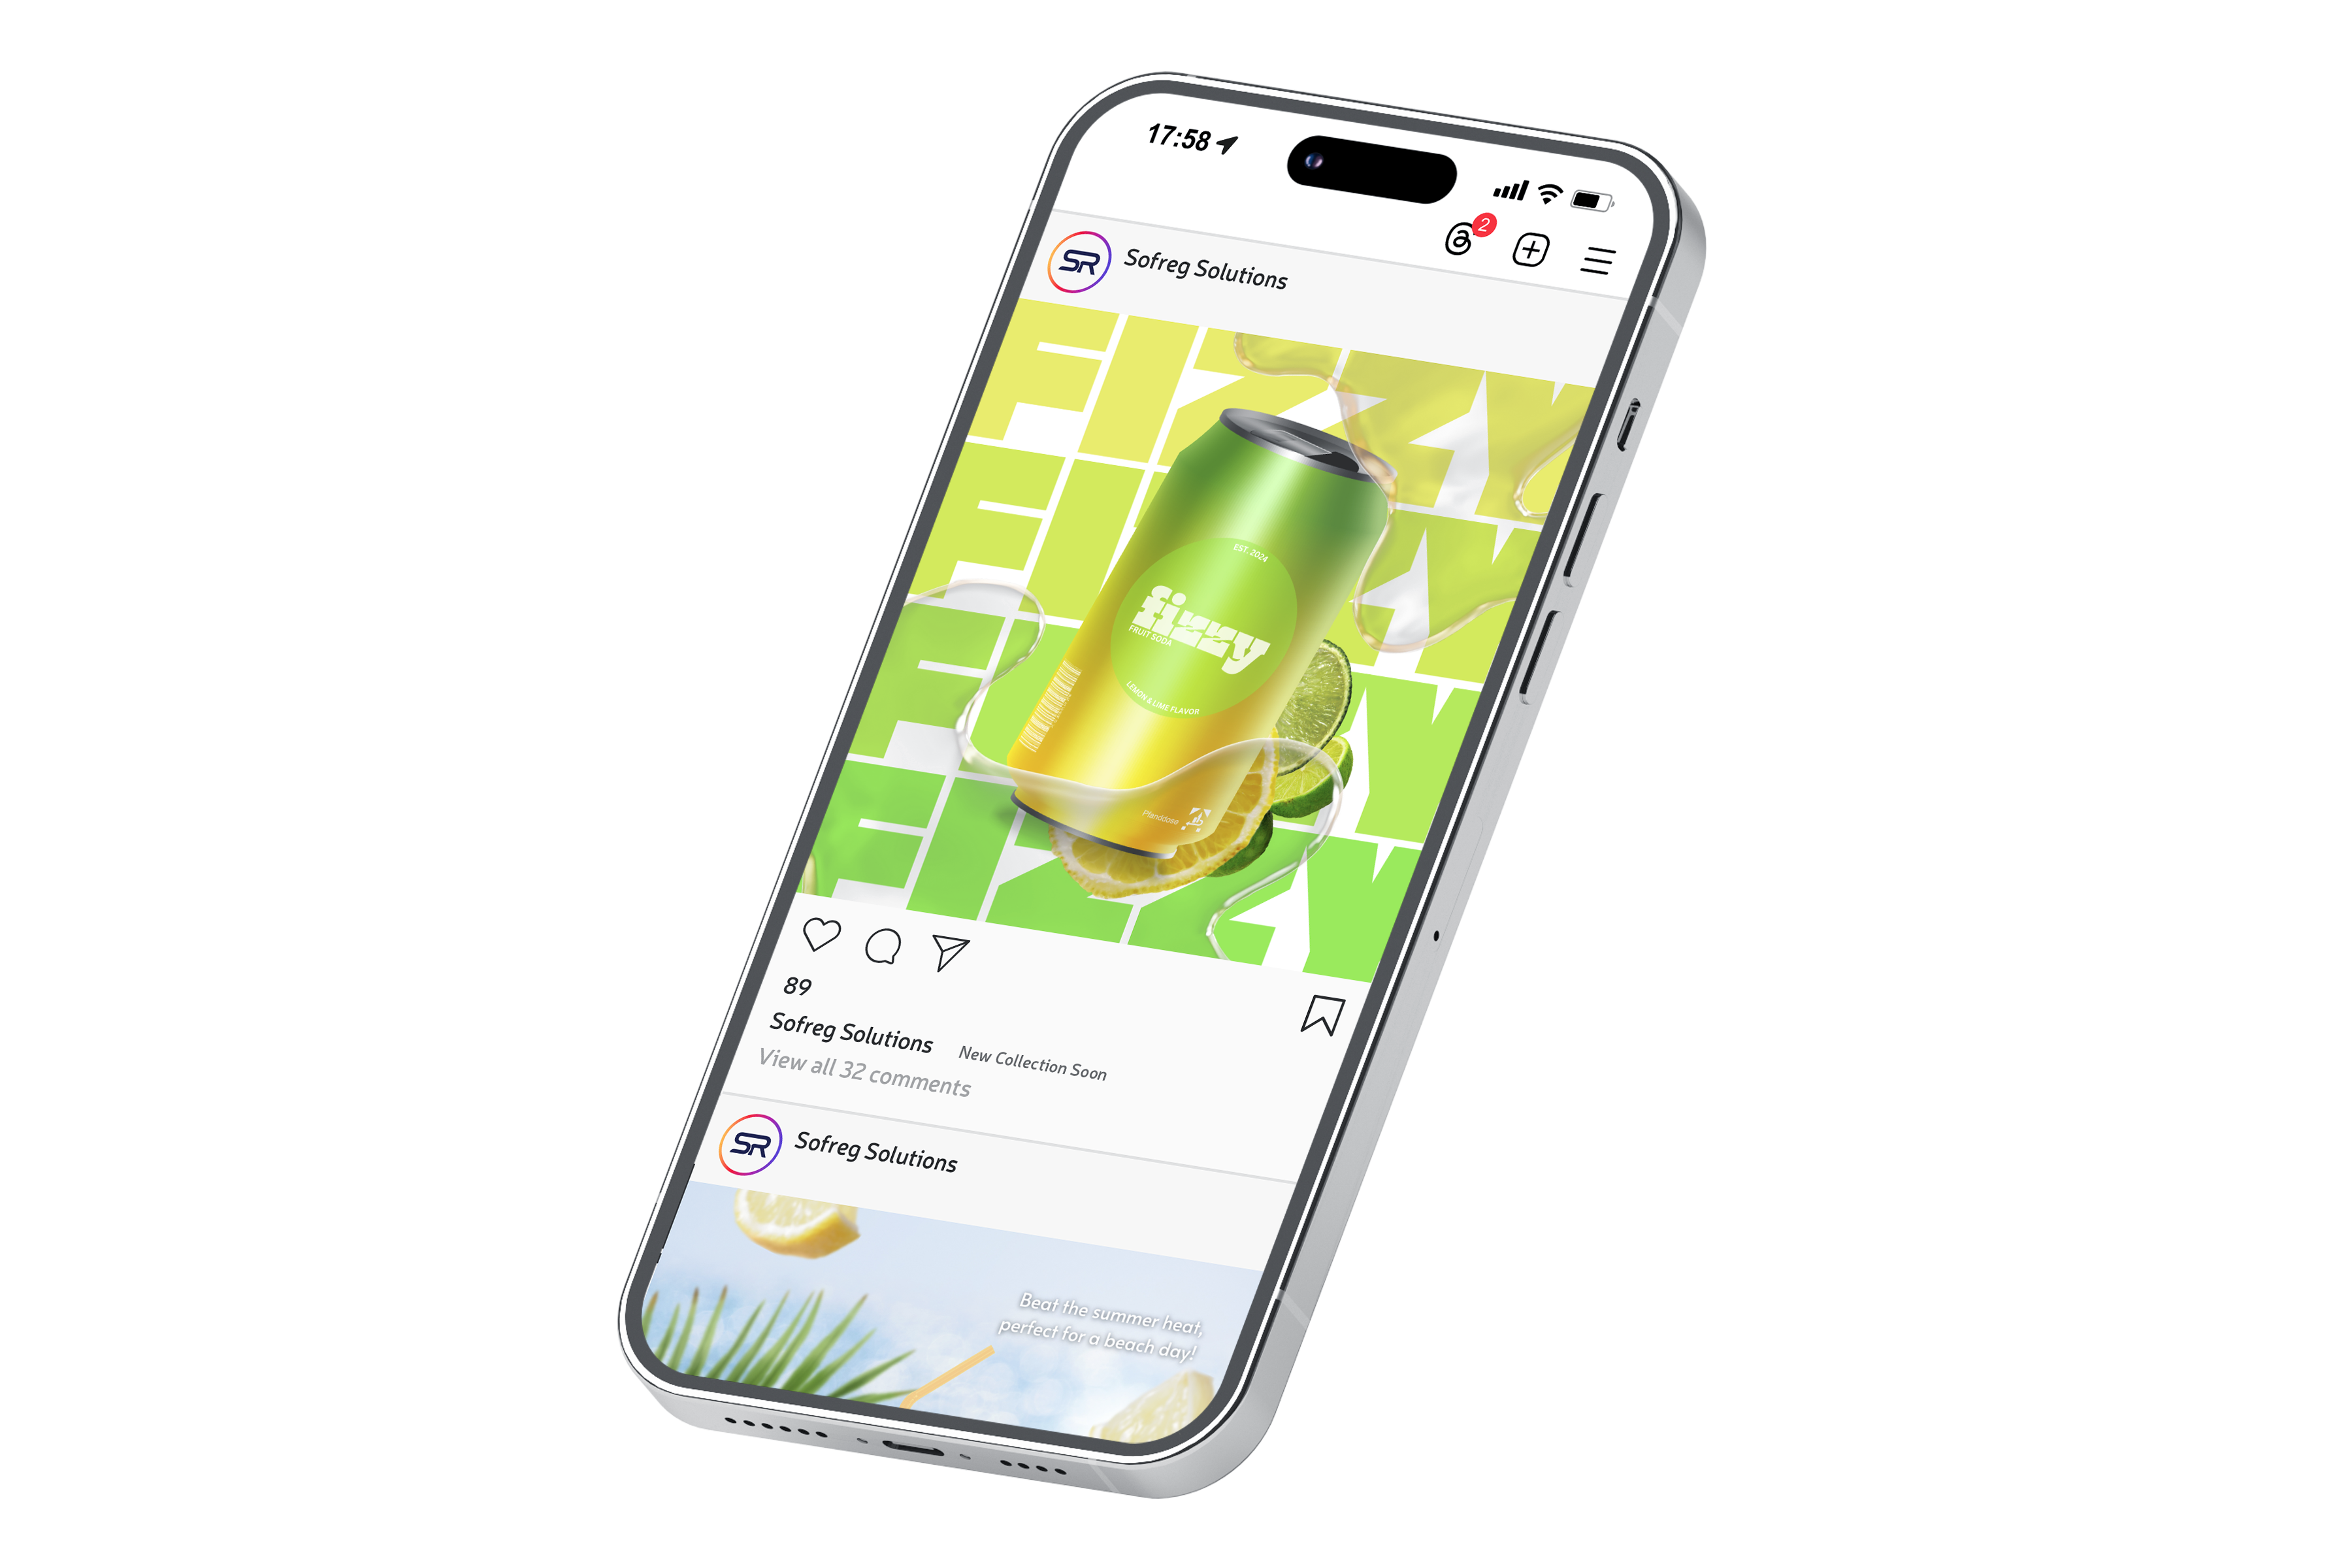 17:58
2
SR
Sofreg Solutions
FIZZY
FIZZY
FIZZY
FIZZY
EST. 2024
fizzy
FRUIT SODA
LEMON & LIME FLAVOR
Pfanddose
89
Sofreg Solutions New Collection Soon
View all 32 comments
SR
Sofreg Solutions
Beat the summer heat,
perfect for a beach day!